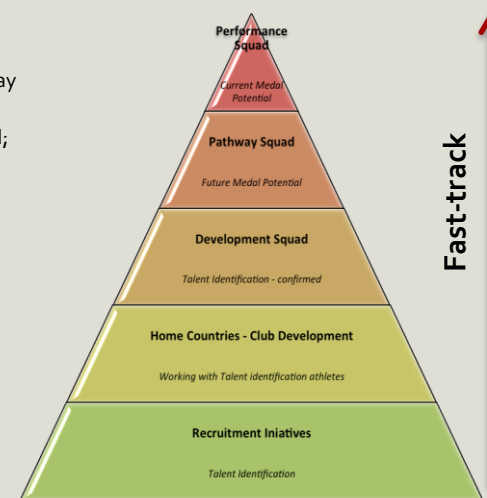 Performance
Squad
Current Medal
Potential
Pathway Squad
Future Medal Potential
Development Squad
Talent Identification - confirmed
Home Countries - Club Development
Working with Talent identification athletes
Recruitment Iniatives
Talent Identification
Fast-track